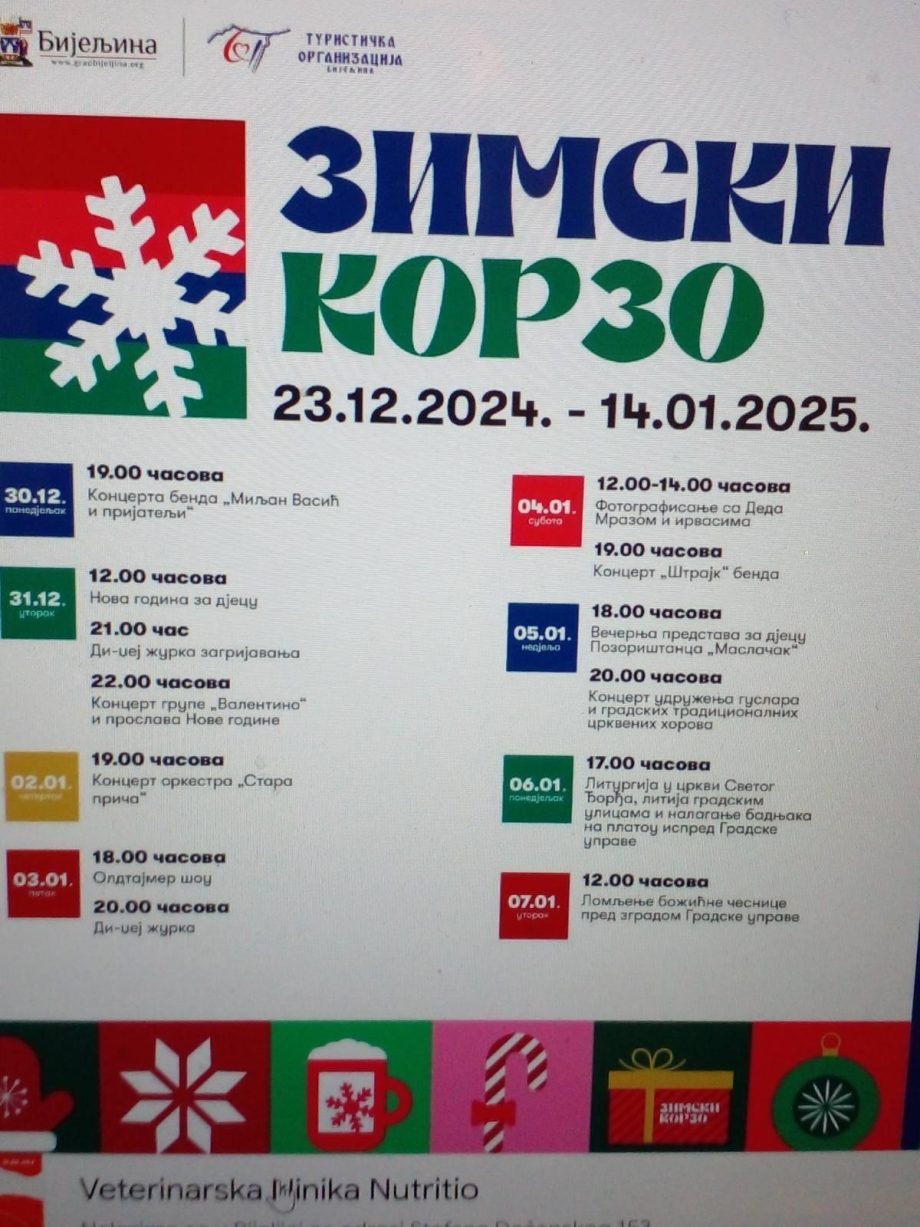 Бијељина
www.gradbijeljina.org
ТУРИСТИЧКА
ОРГАНИЗАЦИЈА
БИЈЕЉИНА
ЗИМСКИ
КОРЗО
23.12.2024. - 14.01.2025.
30.12.
понедјељак
19.00 часова
Концерта бенда „Миљан Васић
и пријатељи“
31.12.
уторак
12.00 часова
Нова година за дјецу
21.00 час
Ди-џеј журка загријавања
22.00 часова
Концерт групе „Валентино“
и прослава Нове године
02.01.
четвртак
19.00 часова
Концерт оркестра „Стара
прича“
03.01.
петак
18.00 часова
Олдтајмер шоу
20.00 часова
Ди-џеј журка
04.01.
субота
12.00-14.00 часова
Фотографисање са Деда
Мразом и ирвасима
19.00 часова
Концерт „Штрајк“ бенда
05.01.
недјеља
18.00 часова
Вечерња представа за дјецу
Позориштанца „Маслачак“
20.00 часова
Концерт удружења гуслара
и градских традиционалних
црквених хорова
06.01.
понедјељак
17.00 часова
Литургија у цркви Светог
Ђорђа, литија градским
улицама и налагање бадњака
на платоу испред Градске
управе
07.01.
уторак
12.00 часова
Ломљење божићне чеснице
пред зградом Градске управе
ЗИМСКИ
КОРЗО
Veterinarska klinika Nutritio